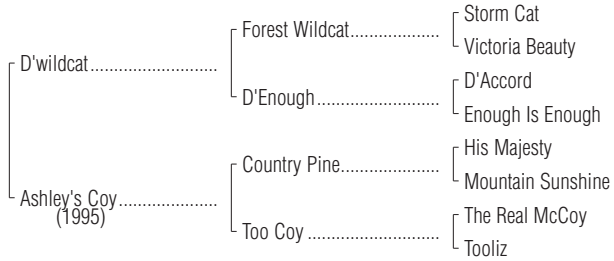 Storm Cat
Forest Wildcat...................
Victoria Beauty
D'wildcat..........................
D'Accord
D'Enough..........................
Enough Is Enough
His Majesty
Country Pine.....................
Mountain Sunshine
Ashley's Coy....................
(1995)
The Real McCoy
Too Coy ...........................
Tooliz